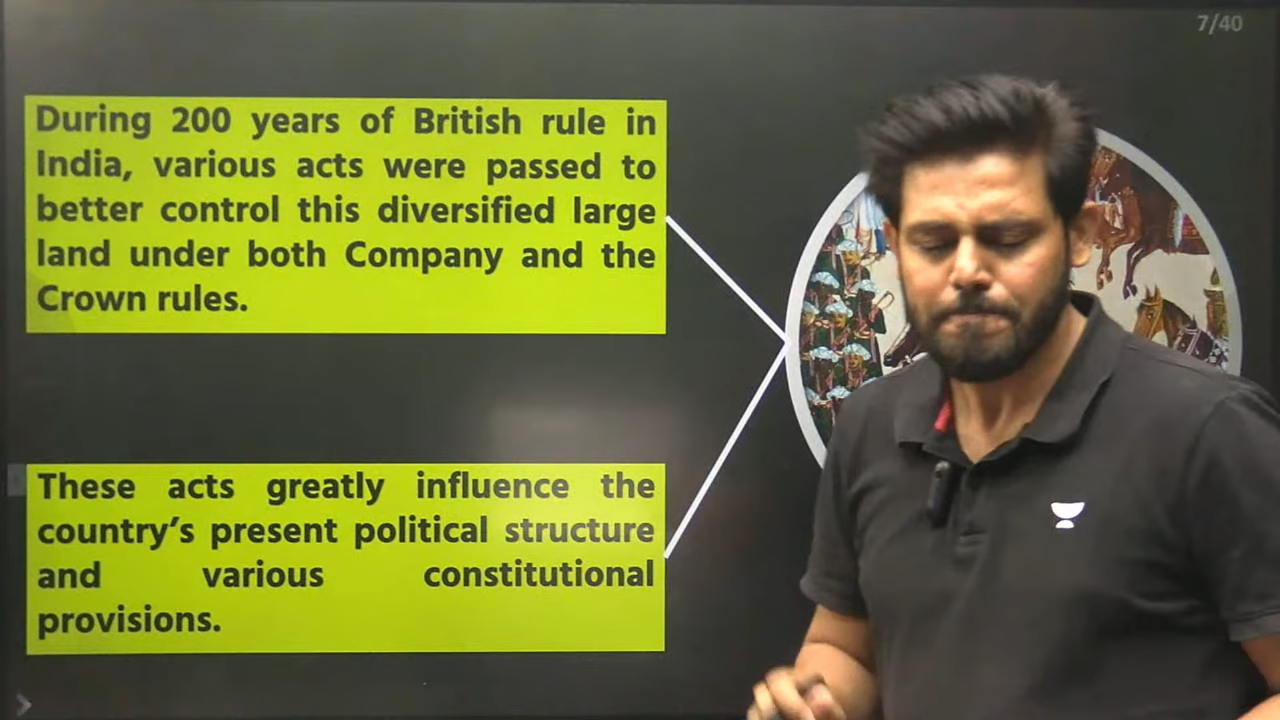 7/40
During 200 years of British rule in
India, various acts were passed to
better control this diversified large
land under both Company and the
Crown rules.
These acts greatly influence the
country's present political structure
and various constitutional
provisions.